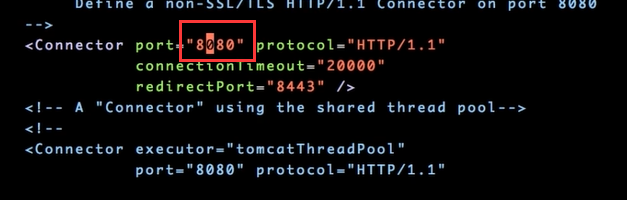 Define a non-SSL/TLS HTTP/1.1 Connector on port 8080
-->
<Connector port="8080" protocol="HTTP/1.1"
connectionTimeout="20000"
redirectPort="8443" />
<!-- A "Connector" using the shared thread pool-->
<!--
<Connector executor="tomcatThreadPool"
port="8080" protocol="HTTP/1.1"